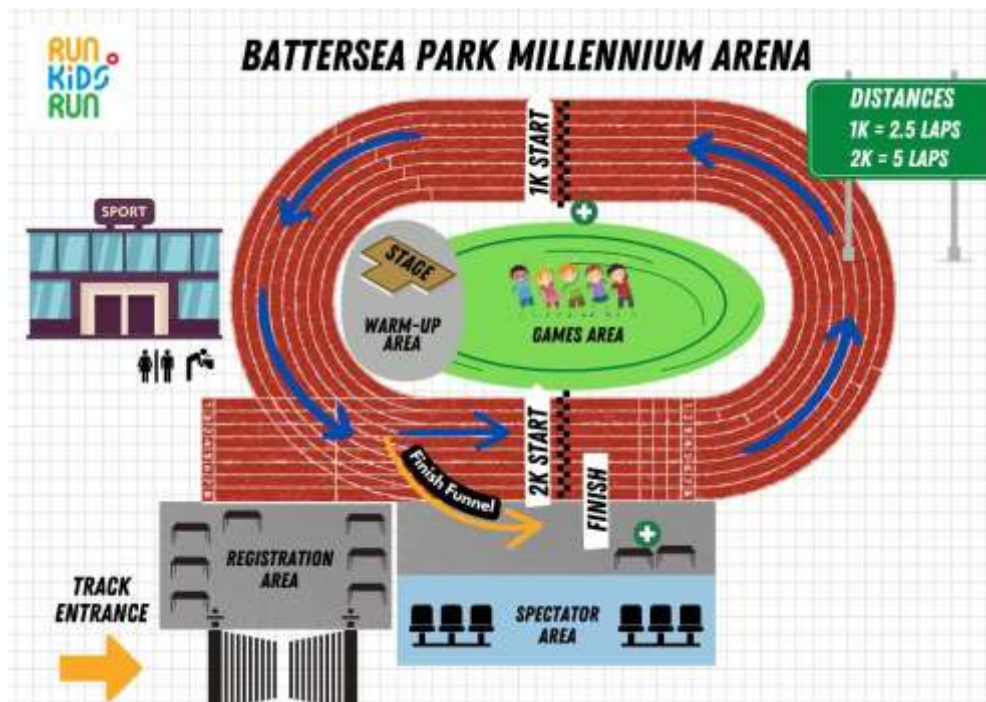 RUN
KiDS
RUN
BATTERSEA PARK MILLENNIUM ARENA
DISTANCES
1K = 2.5 LAPS
2K = 5 LAPS
1K START
SPORT
STAGE
WARM-UP
AREA
GAMES AREA
2K START
Finish Funnel
FINISH
REGISTRATION
AREA
TRACK
ENTRANCE
SPECTATOR
AREA